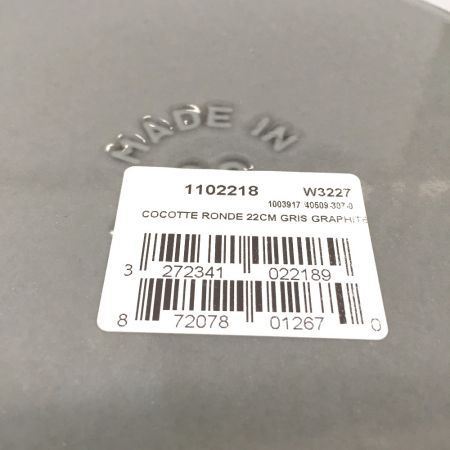 MADE IN
1102218 W3227
1003917 40509-307-0
COCOTTE RONDE 22CM GRIS GRAPHITE
3 272341 022189
8 72078 01267 0